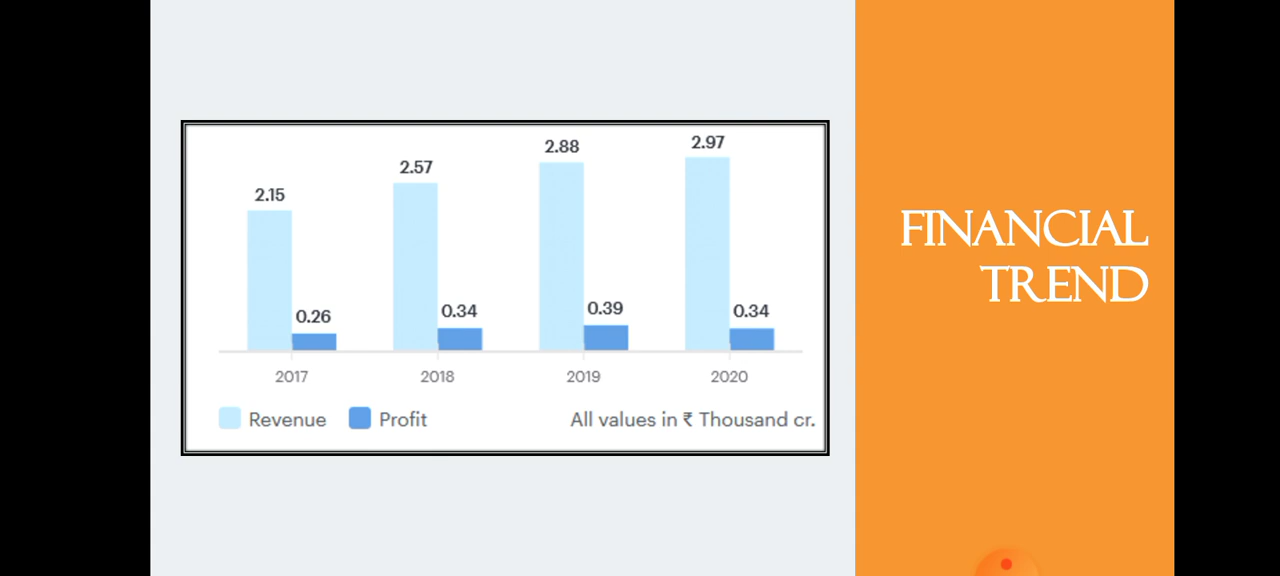 2.15
0.26
2.57
0.34
2.88
0.39
2.97
0.34
2017
2018
2019
2020
Revenue
Profit
All values in ₹ Thousand cr.
FINANCIAL
TREND